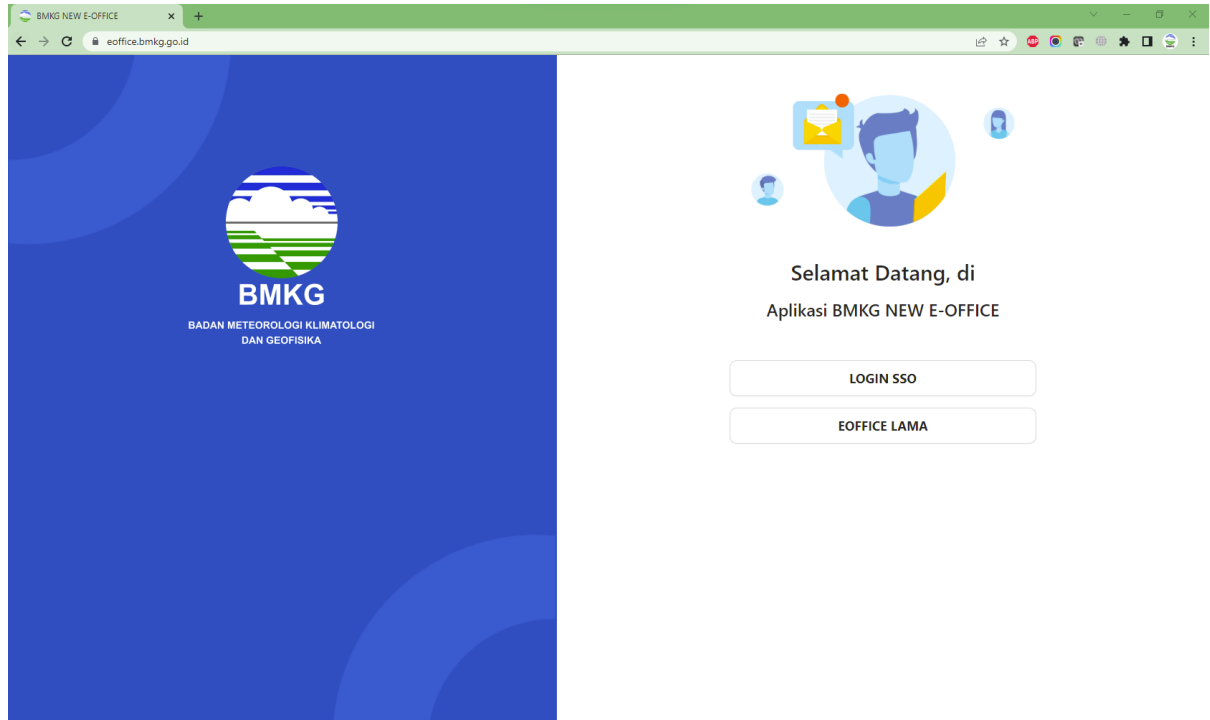 BMKG NEW E-OFFICE
eoffice.bmkg.go.id
ABP
BMKG
BADAN METEOROLOGI KLIMATOLOGI
DAN GEOFISIKA
Selamat Datang, di
Aplikasi BMKG NEW E-OFFICE
LOGIN SSO
EOFFICE LAMA